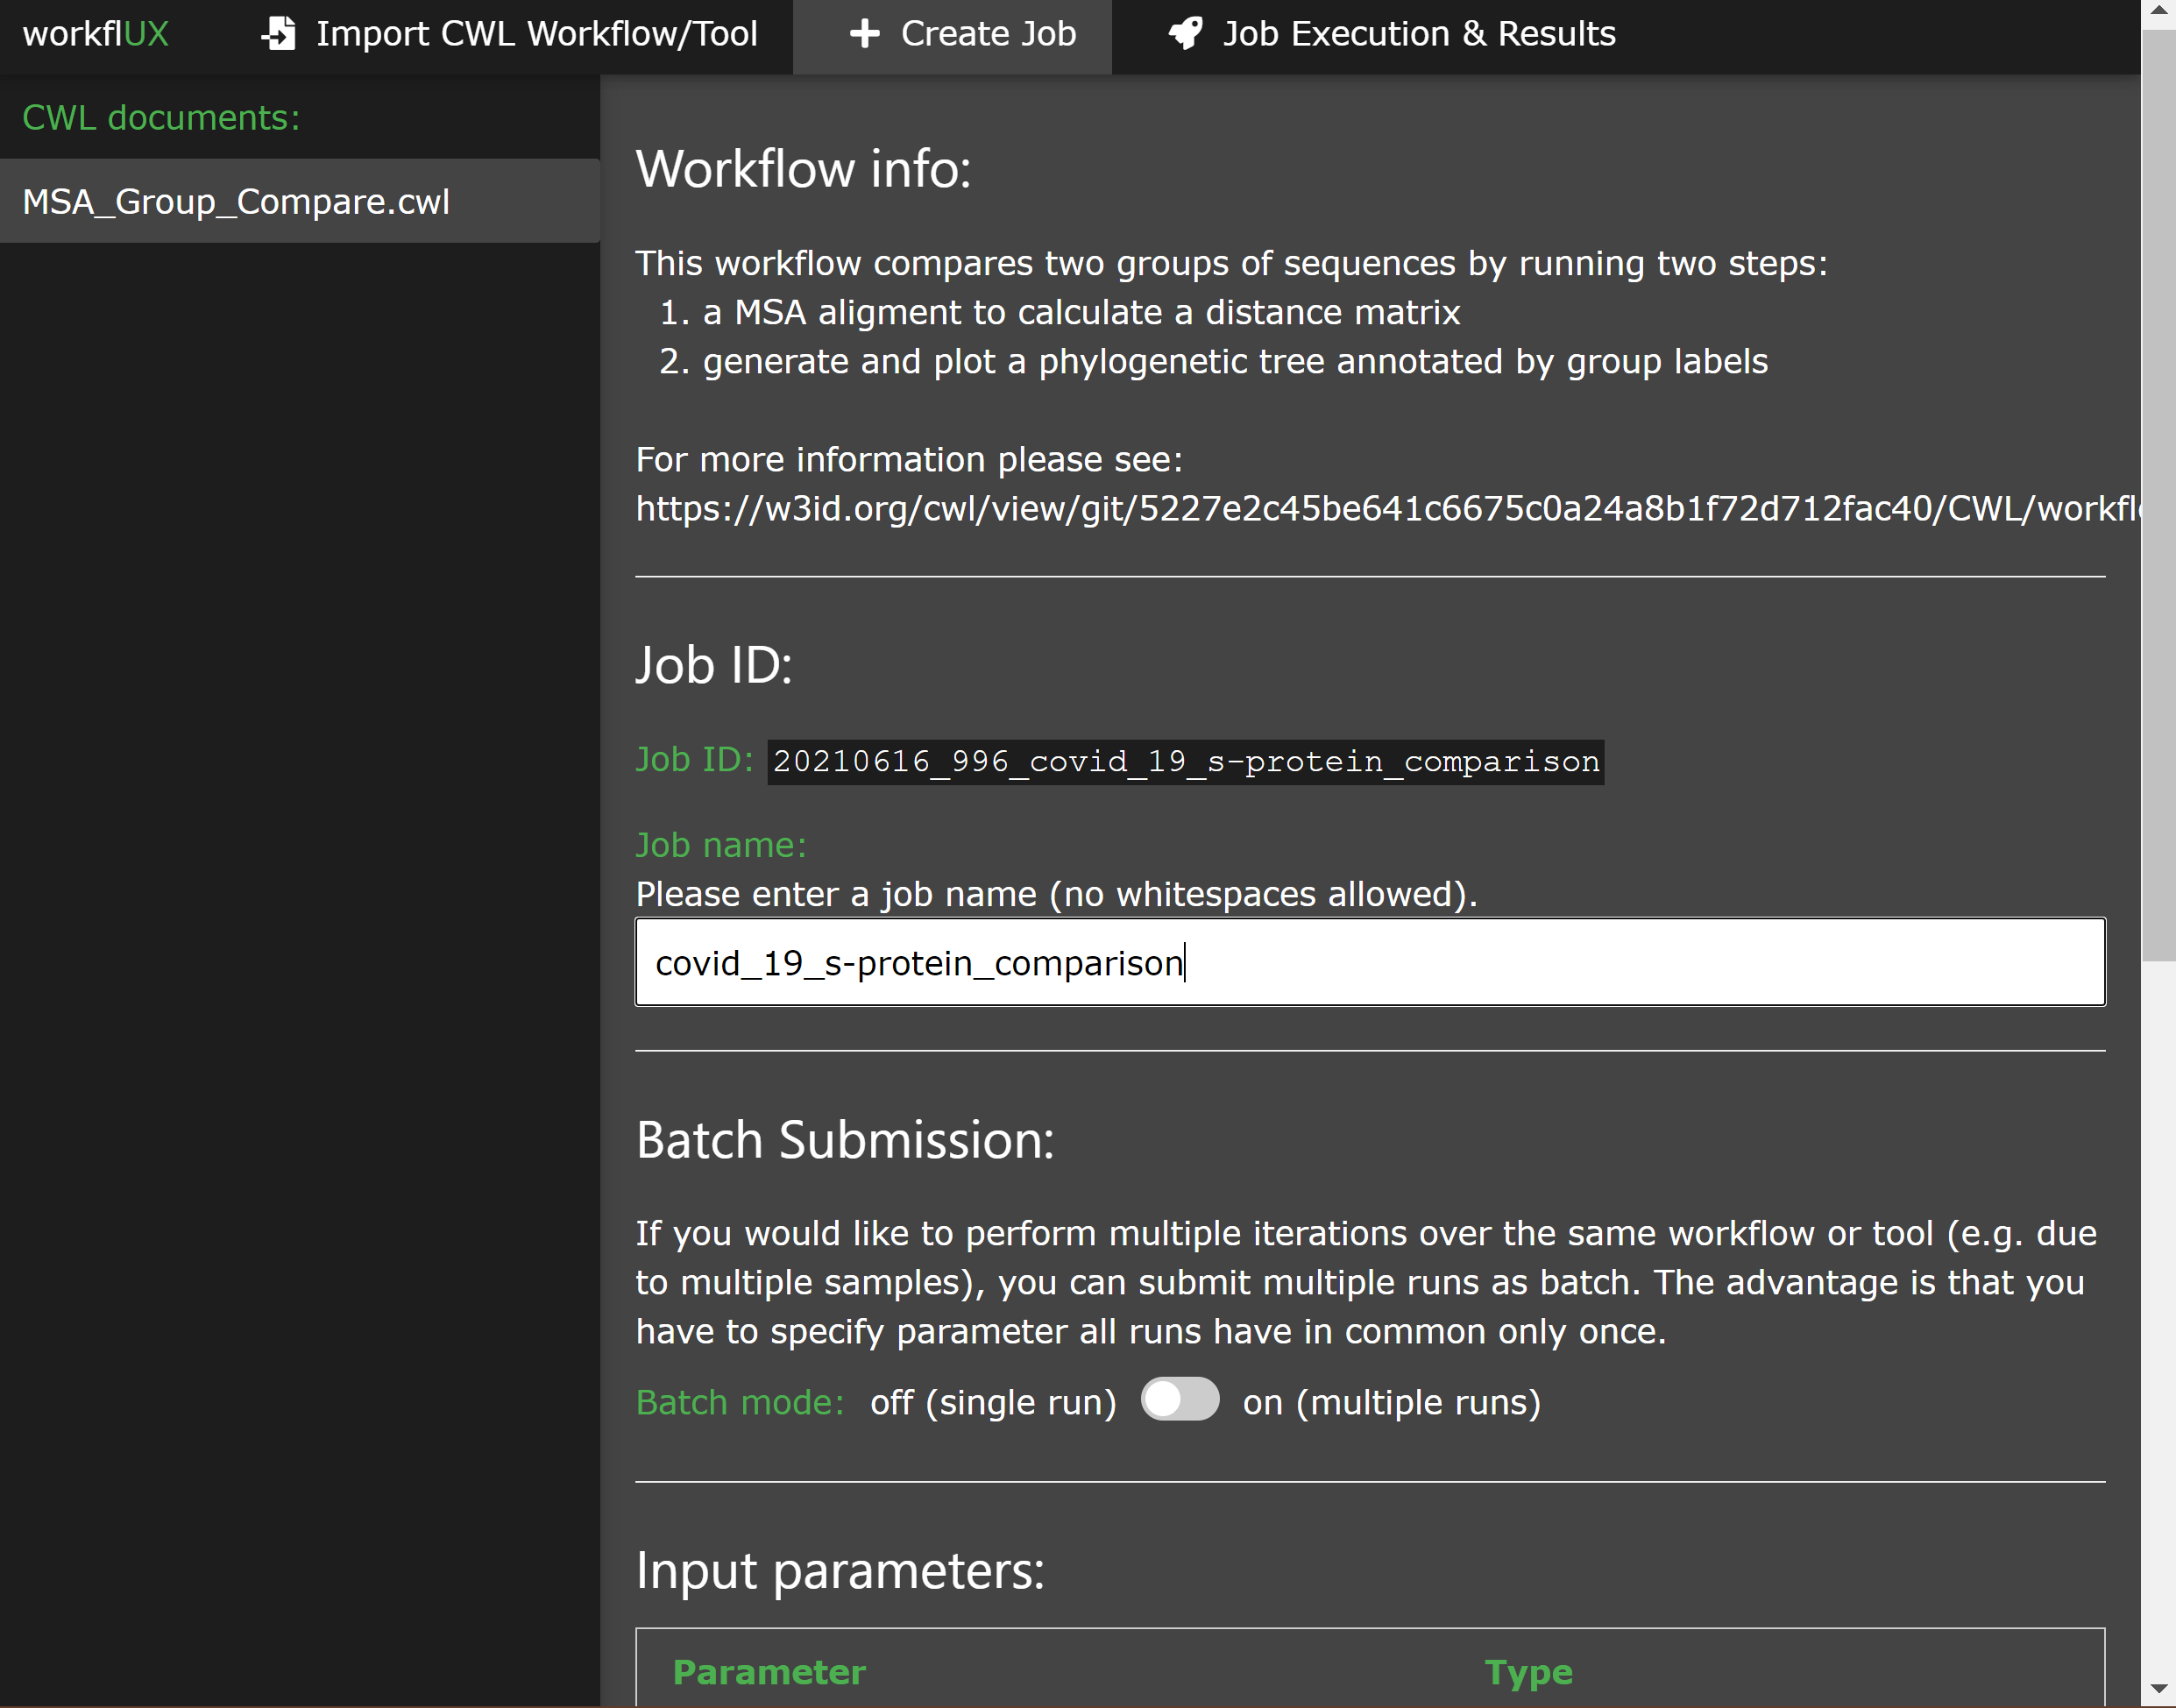 workflUX Import CWL Workflow/Tool Create Job Job Execution & Results
CWL documents:
MSA_Group_Compare.cwl
Workflow info:
This workflow compares two groups of sequences by running two steps:
1. a MSA aligment to calculate a distance matrix
2. generate and plot a phylogenetic tree annotated by group labels
For more information please see:
https://w3id.org/cwl/view/git/5227e2c45be641c6675c0a24a8b1f72d712fac40/CWL/workfl
Job ID:
Job ID: 20210616_996_covid_19_s-protein_comparison
Job name:
Please enter a job name (no whitespaces allowed).
covid_19_s-protein_comparison
Batch Submission:
If you would like to perform multiple iterations over the same workflow or tool (e.g. due
to multiple samples), you can submit multiple runs as batch. The advantage is that you
have to specify parameter all runs have in common only once.
Batch mode: off (single run) on (multiple runs)
Input parameters:
Parameter Type